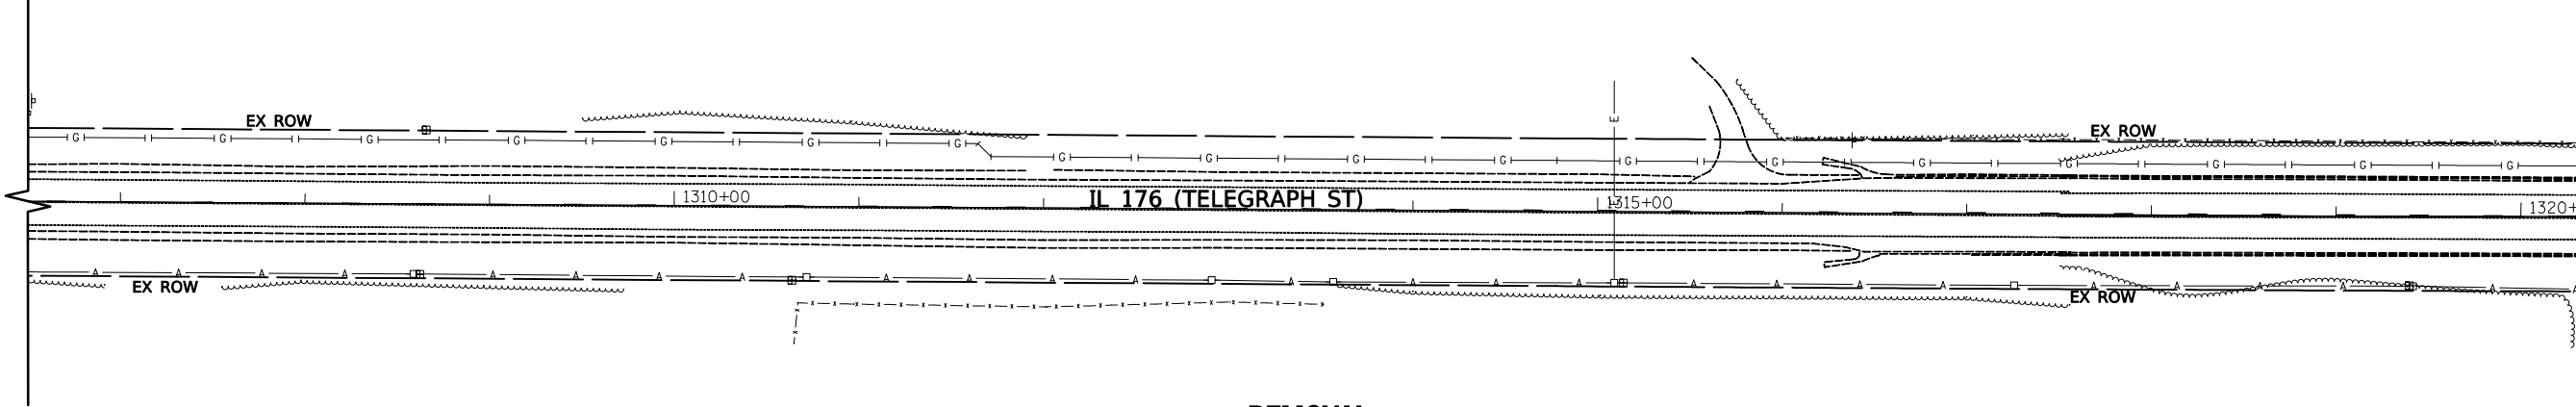 EX ROW
EX ROW
1310+00
IL 176 (TELEGRAPH ST)
1315+00
1320+
EX ROW
EX ROW
G G G G G G G G G G G G G G G G G
E
A A A A A A A A A A A A A A A A A A A A A A A A A A A